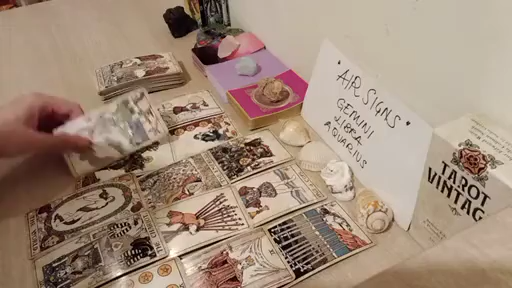 AIR SIGNS
GEMINI
LIBRA
AQUARIUS
TAROT
VINTAG